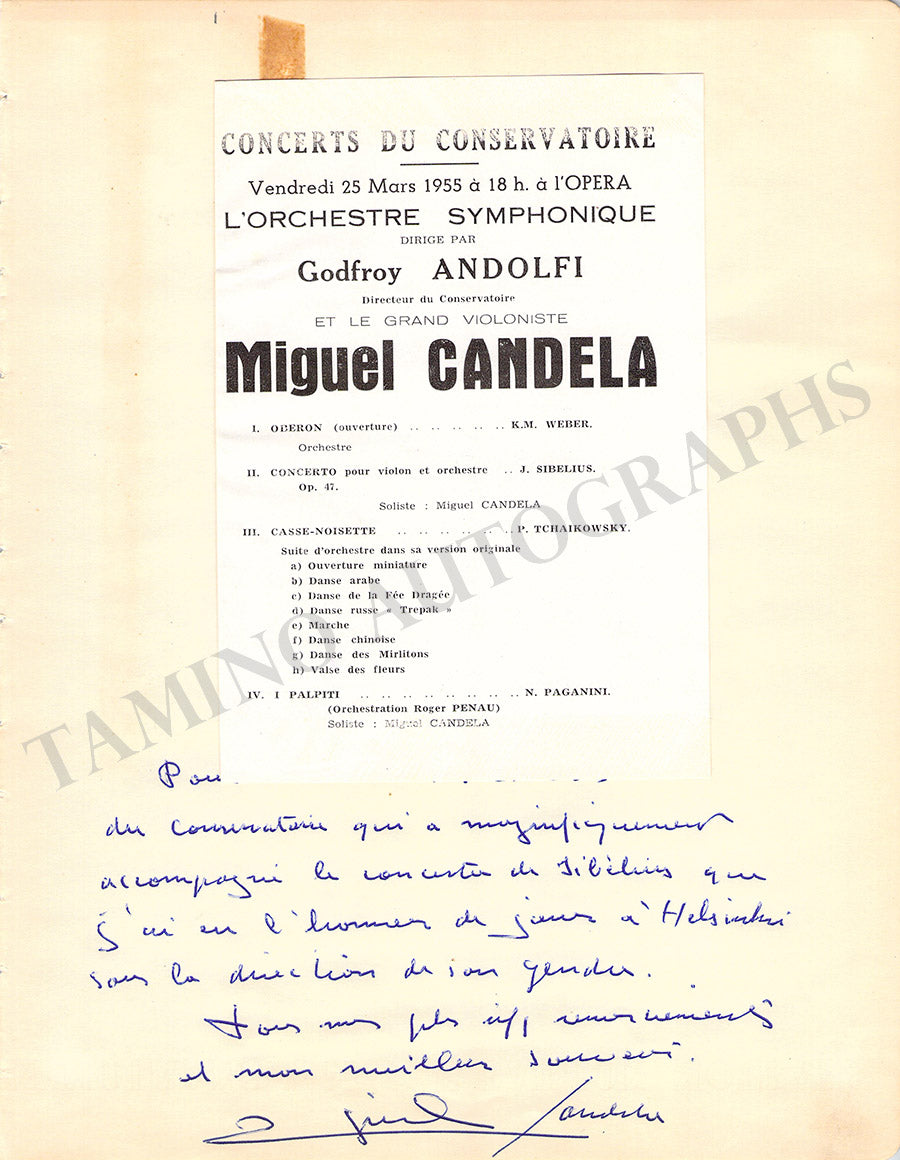 CONCERTS DU CONSERVATOIRE
Vendredi 25 Mars 1955 à 18 h. à l'OPERA
L'ORCHESTRE SYMPHONIQUE
DIRIGE PAR
Godfroy ANDOLFI
Directeur du Conservatoire
ET LE GRAND VIOLONISTE
Miguel CANDELA
I. OBERON (ouverture) .. .. .. .. .. K.M. WEBER.
Orchestre
II. CONCERTO pour violon et orchestre .. J. SIBELIUS.
Op. 47.
Soliste : Miguel CANDELA
III. CASSE-NOISETTE .. .. .. .. .. .. P. TCHAIKOWSKY.
Suite d'orchestre dans sa version originale
a) Ouverture miniature
b) Danse arabe
c) Danse de la Fée Dragée
d) Danse russe « Trepak »
e) Marche
f) Danse chinoise
g) Danse des Mirlitons
h) Valse des fleurs
IV. I PALPITI .. .. .. .. .. .. .. .. N. PAGANINI.
(Orchestration Roger PENAU)
Soliste : Miguel CANDELA
TAMINO AUTOGRAPHS
Pou
du Conservatoire qui a magnifiquement
accompagné le concerto de Sibélius que
j'ai eu l'honneur de jouer à Helsinki
sous la direction de son gendre.
Tous mes plus vifs remerciements
et mon meilleur souvenir.
Miguel Candela